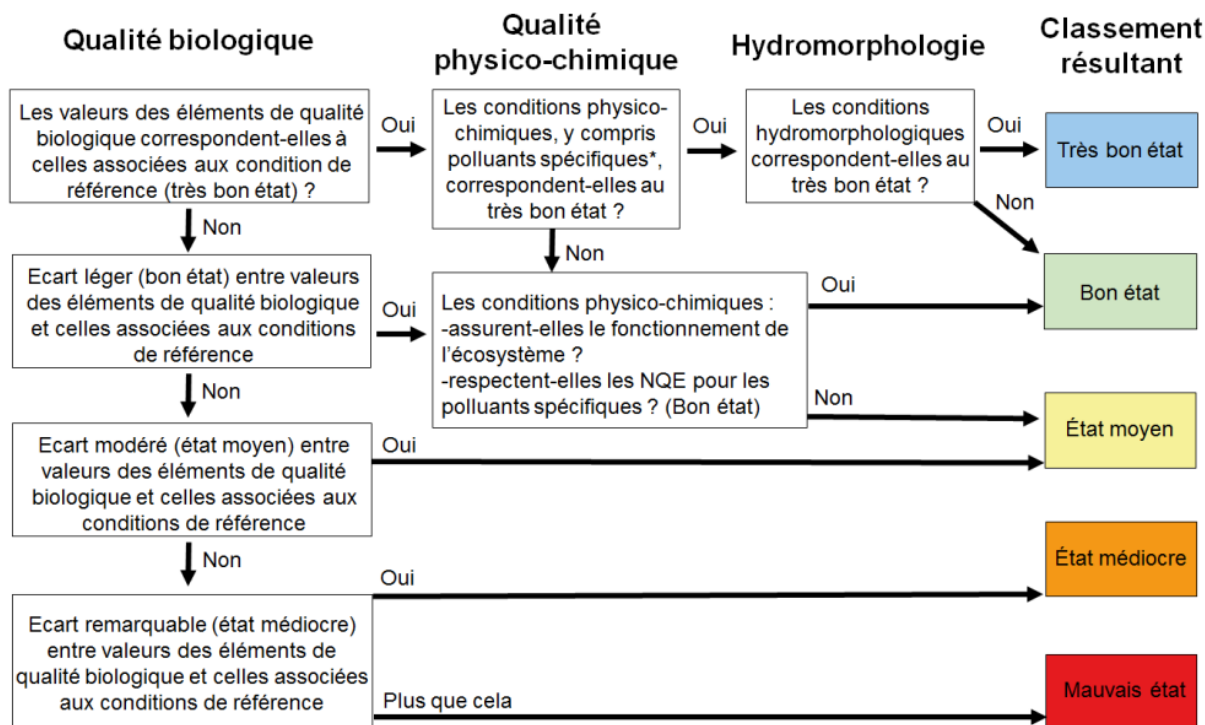 Qualité biologique
Qualité
physico-chimique
Hydromorphologie
Classement
résultant
Les valeurs des éléments de qualité
biologique correspondent-elles à
celles associées aux condition de
référence (très bon état) ?
Oui
Les conditions physico-
chimiques, y compris
polluants spécifiques*,
correspondent-elles au
très bon état ?
Oui
Les conditions
hydromorphologiques
correspondent-elles au
très bon état ?
Oui
Très bon état
Non
Non
Non
Ecart léger (bon état) entre valeurs
des éléments de qualité biologique
et celles associées aux conditions
de référence
Oui
Les conditions physico-chimiques :
-assurent-elles le fonctionnement de
l'écosystème ?
-respectent-elles les NQE pour les
polluants spécifiques ? (Bon état)
Oui
Bon état
Non
Non
Ecart modéré (état moyen) entre
valeurs des éléments de qualité
biologique et celles associées aux
conditions de référence
Oui
État moyen
Non
Ecart remarquable (état médiocre)
entre valeurs des éléments de
qualité biologique et celles associées
aux conditions de référence
Oui
État médiocre
Plus que cela
Mauvais état